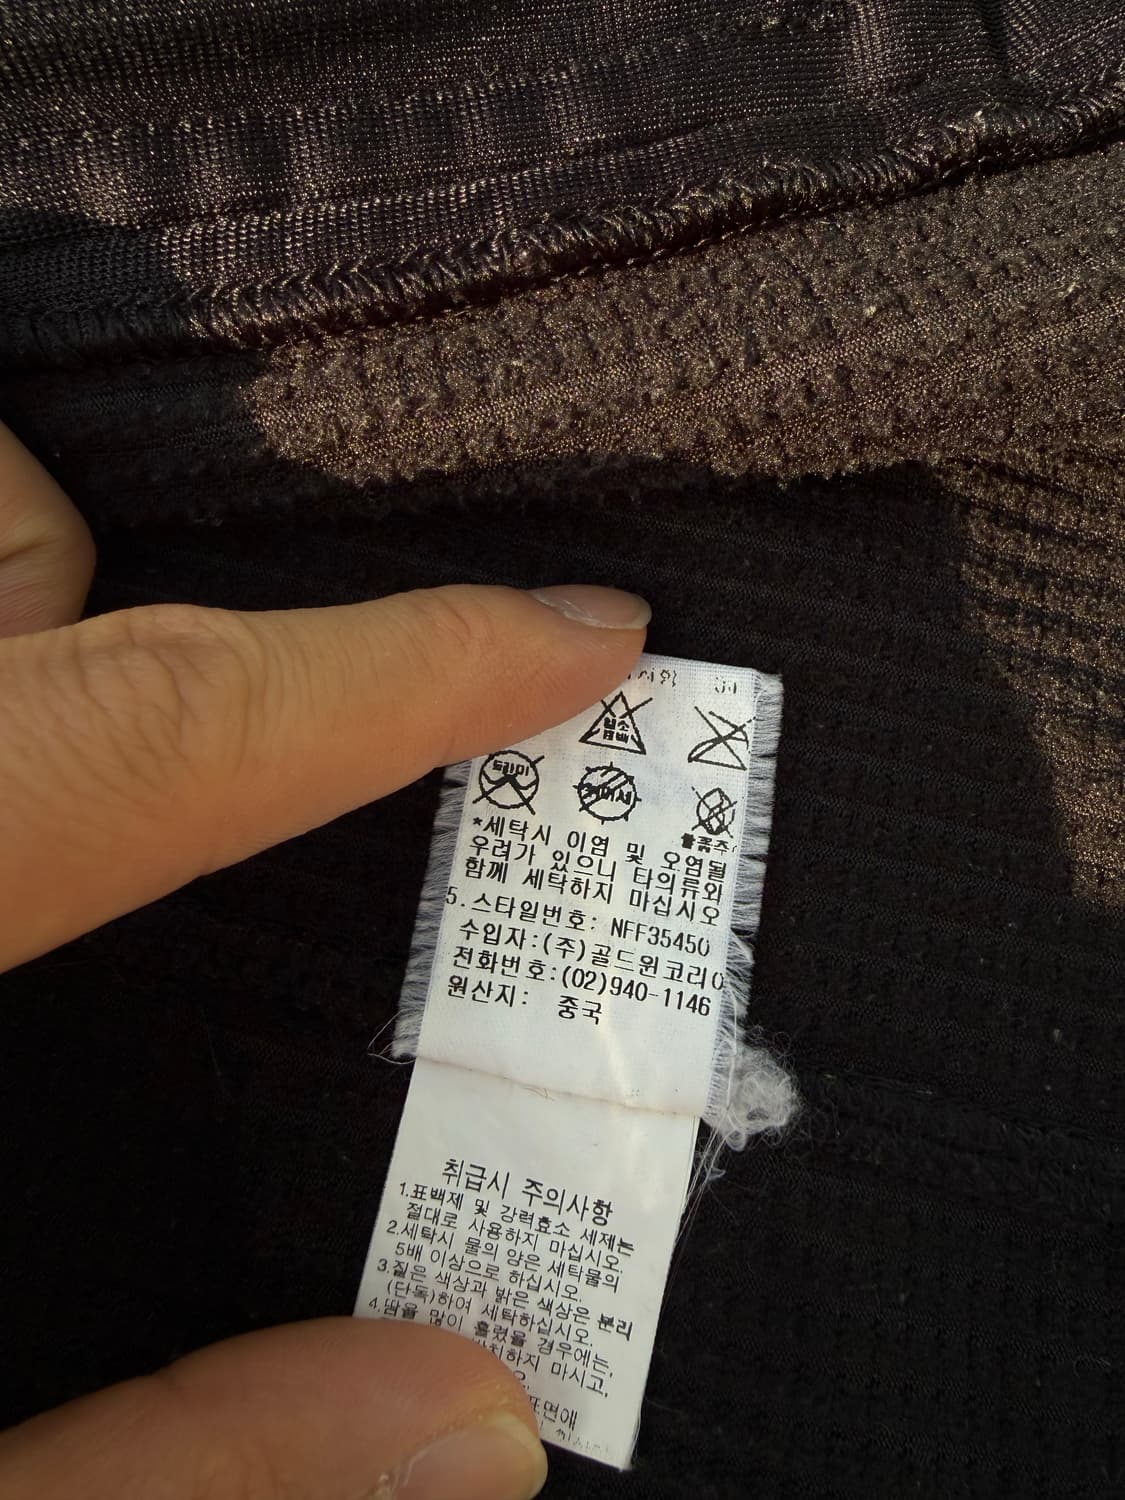 염소
표백
드라이
*세탁시 이염 및 오염될
우려가 있으니 타의류와
함께 세탁하지 마십시오
5.스타일번호: NFF35450
수입자:(주)골드윈코리아
전화번호:(02)940-1146
원산지: 중국
취급시 주의사항
1.표백제 및 강력효소 세제는
절대로 사용하지 마십시오.
2.세탁시 물의 양은 세탁물의
5배 이상으로 하십시오.
3.짙은 색상과 밝은 색상은 분리
(단독)하여 세탁하십시오.
4.땀을 많이 흘렸을 경우에는,
하지 마시고,
표면에